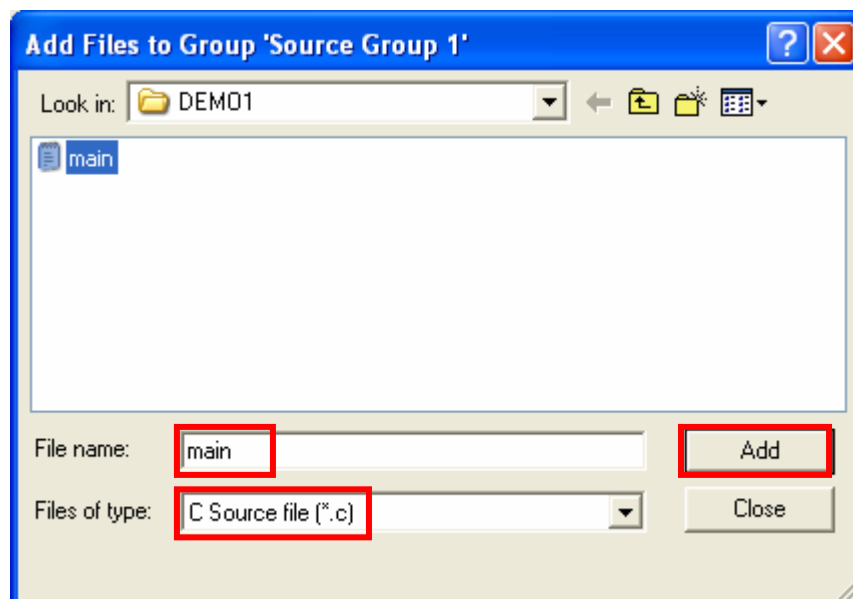 Add Files to Group 'Source Group 1'
Look in: DEMO1
main
File name: main Add
Files of type: C Source file (*.c) Close